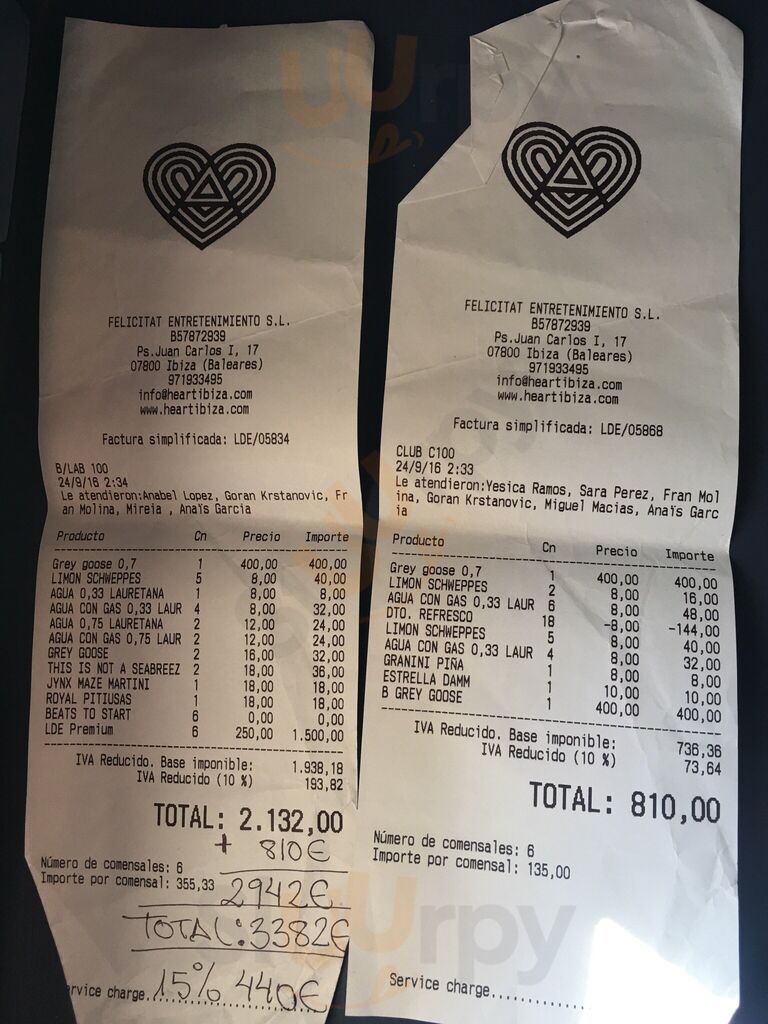 FELICITAT ENTRETENIMIENTO S.L.
B57872939
Ps.Juan Carlos I, 17
07800 Ibiza (Baleares)
971933495
info@heartibiza.com
www.heartibiza.com
Factura simplificada: LDE/05834
B/LAB 100
24/9/16 2:34
Le atendieron:Anabel Lopez, Goran Krstanovic, Fr
an Molina, Mireia , Anaïs Garcia
Producto Cn Precio Importe
Grey goose 0,7 1 400,00 400,00
LIMON SCHWEPPES 5 8,00 40,00
AGUA 0,33 LAURETANA 1 8,00 8,00
AGUA CON GAS 0,33 LAUR 4 8,00 32,00
AGUA 0,75 LAURETANA 2 12,00 24,00
AGUA CON GAS 0,75 LAUR 2 12,00 24,00
GREY GOOSE 2 16,00 32,00
THIS IS NOT A SEABREEZ 2 18,00 36,00
JYNX MAZE MARTINI 1 18,00 18,00
ROYAL PITIUSAS 1 18,00 18,00
BEATS TO START 6 0,00 0,00
LDE Premium 6 250,00 1.500,00
IVA Reducido. Base imponible: 1.938,18
IVA Reducido (10 %) 193,82
TOTAL: 2.132,00
+ 810€
Número de comensales: 6
Importe por comensal: 355,33
2942€
TOTAL: 3382€
rvice charge... 15% 440€
FELICITAT ENTRETENIMIENTO S.L.
B57872939
Ps.Juan Carlos I, 17
07800 Ibiza (Baleares)
971933495
info@heartibiza.com
www.heartibiza.com
Factura simplificada: LDE/05868
CLUB C100
24/9/16 2:33
Le atendieron:Yesica Ramos, Sara Perez, Fran Mol
ina, Goran Krstanovic, Miguel Macias, Anaïs Garc
ia
Producto Cn Precio Importe
Grey goose 0,7 1 400,00 400,00
LIMON SCHWEPPES 2 8,00 16,00
AGUA CON GAS 0,33 LAUR 6 8,00 48,00
DTO. REFRESCO 18 -8,00 -144,00
LIMON SCHWEPPES 5 8,00 40,00
AGUA CON GAS 0,33 LAUR 4 8,00 32,00
GRANINI PIÑA 1 8,00 8,00
ESTRELLA DAMM 1 10,00 10,00
B GREY GOOSE 1 400,00 400,00
IVA Reducido. Base imponible: 736,36
IVA Reducido (10 %) 73,64
TOTAL: 810,00
Número de comensales: 6
Importe por comensal: 135,00
Service charge..............